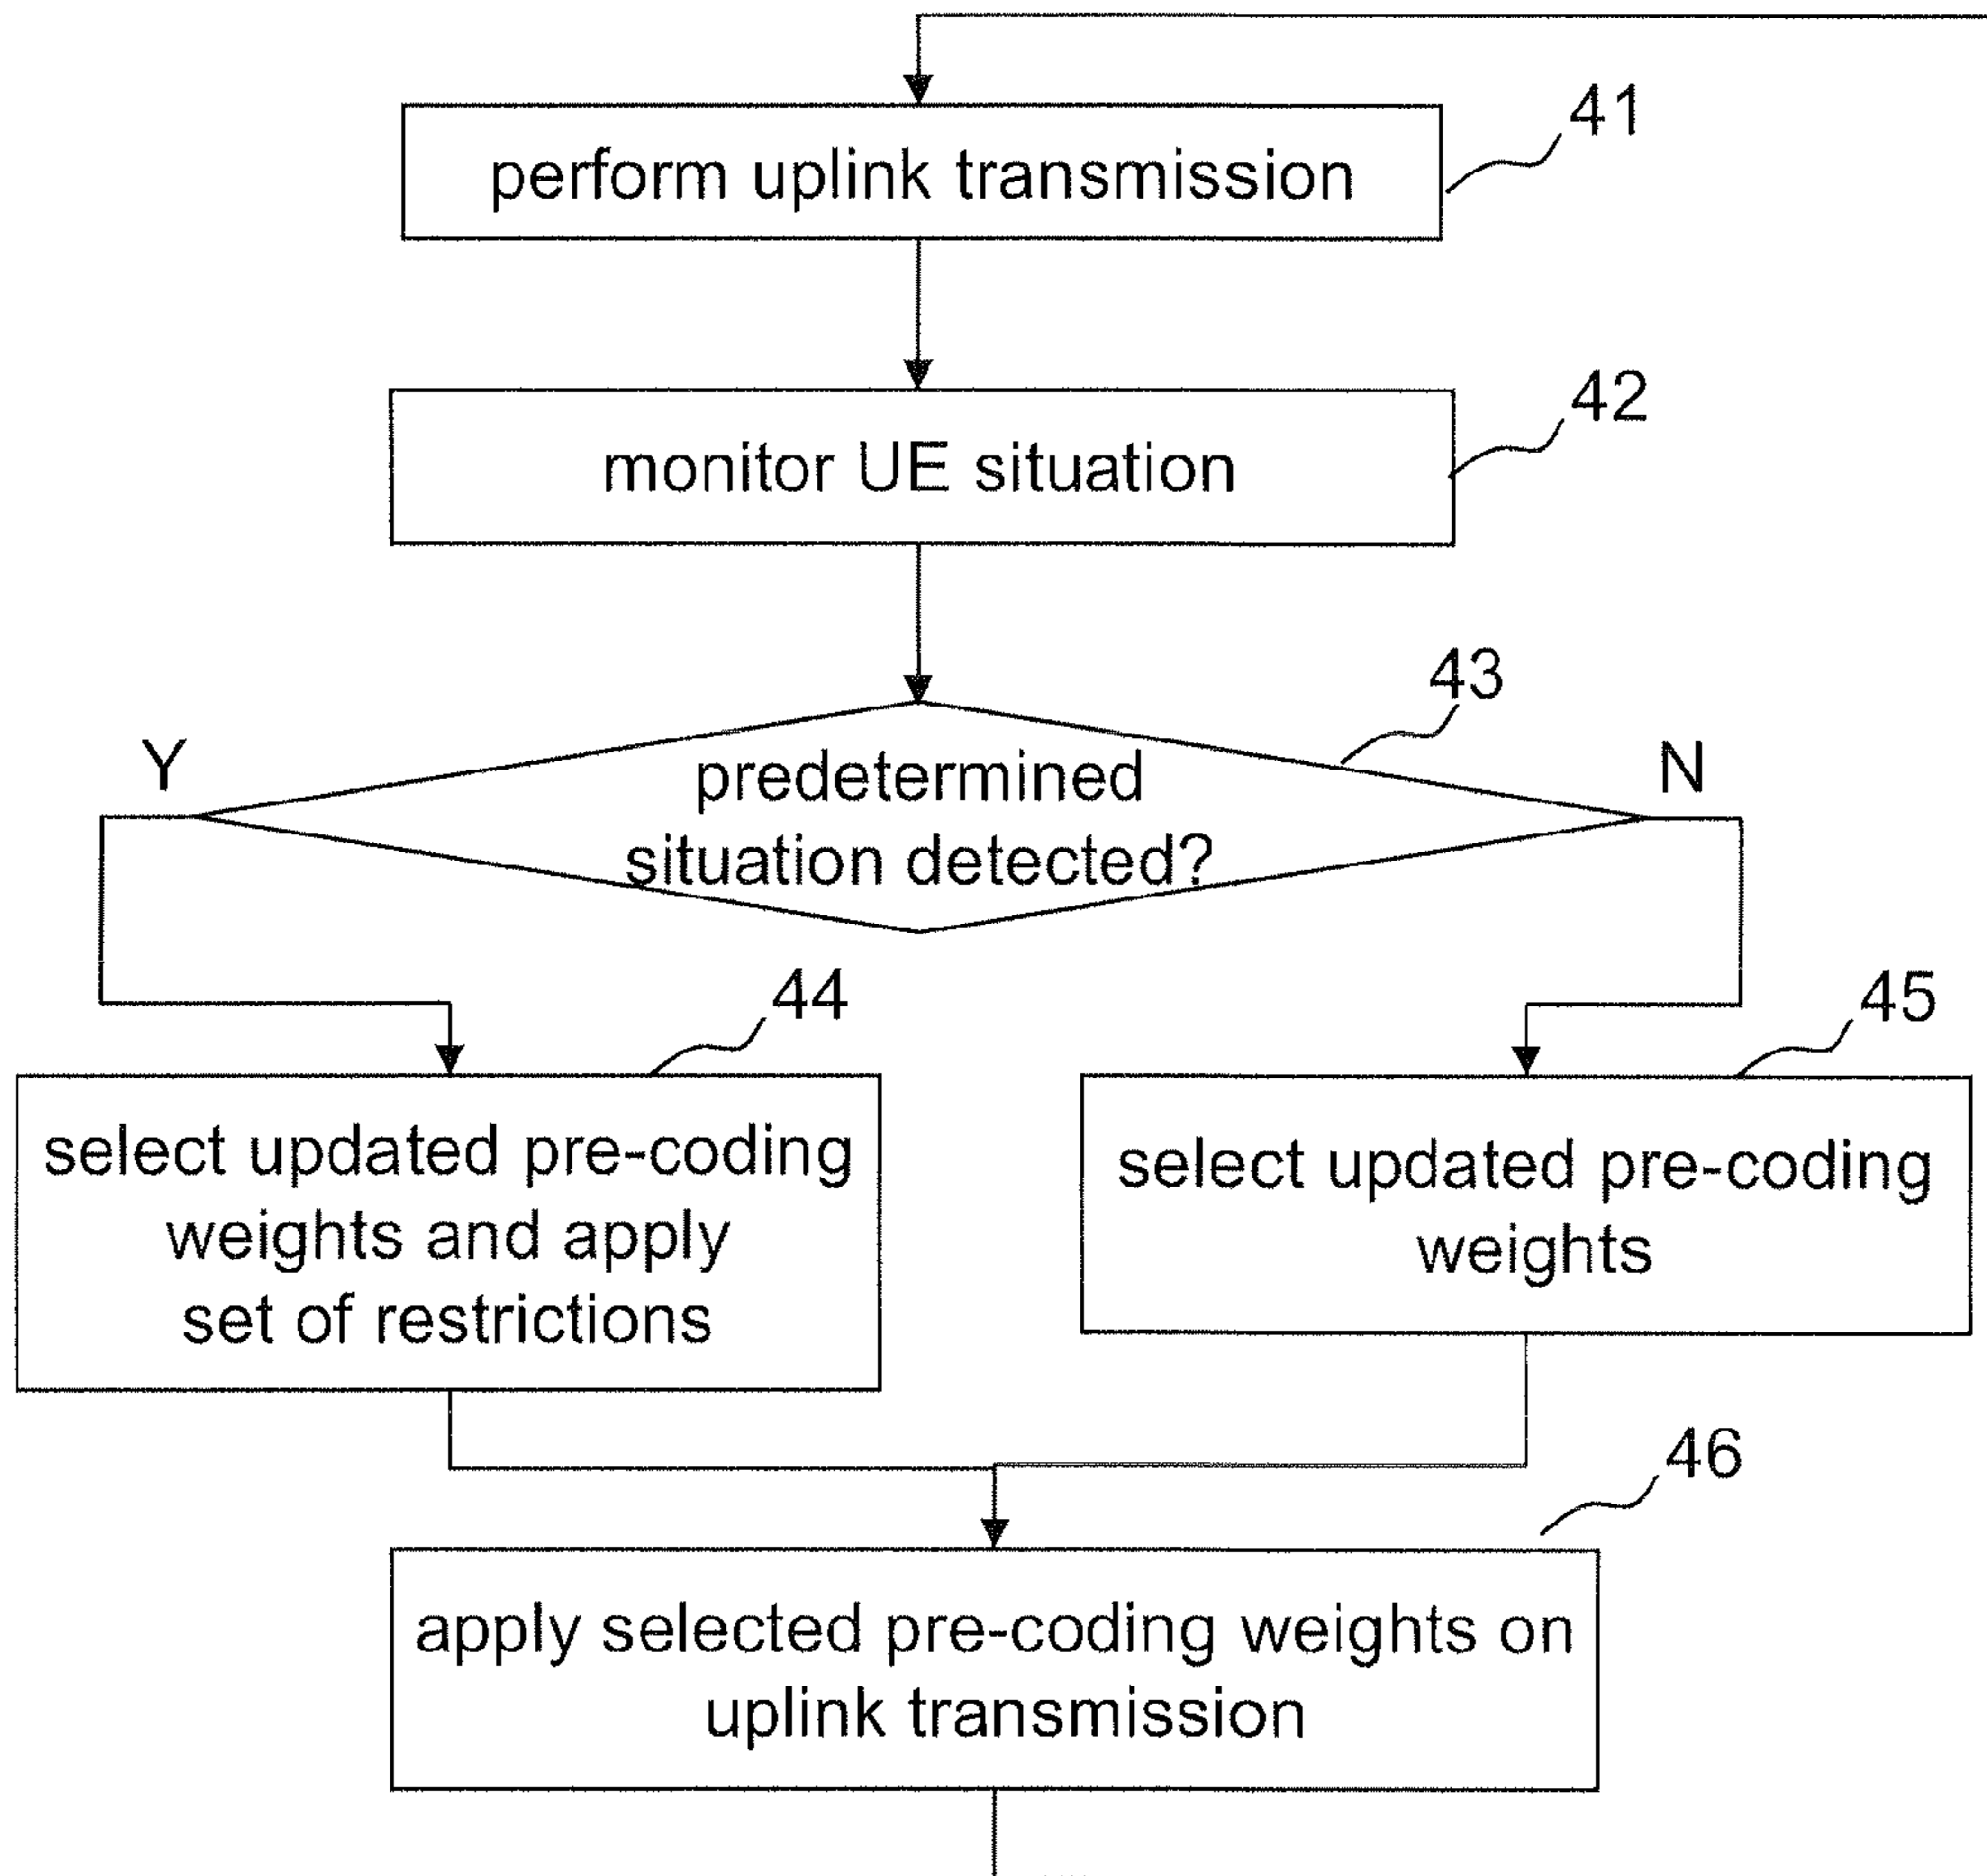 41
perform uplink transmission
42
monitor UE situation
43
Y
predetermined
N
situation detected?
44
45
select updated pre-coding
weights and apply
set of restrictions
select updated pre-coding
weights
46
apply selected pre-coding weights on
uplink transmission